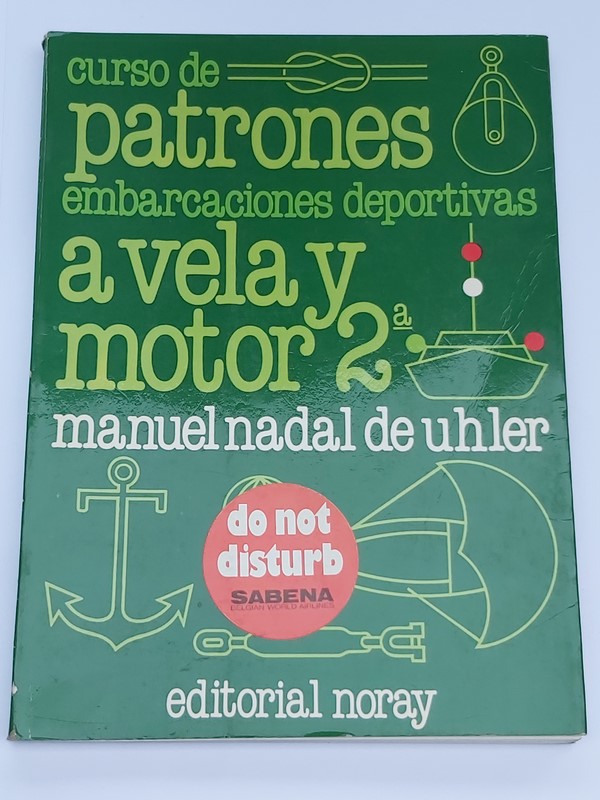 curso de
patrones
embarcaciones deportivas
a vela y
motor 2ª
manuel nadal de uhler
do not
disturb
SABENA
BELGIAN WORLD AIRLINES
editorial noray